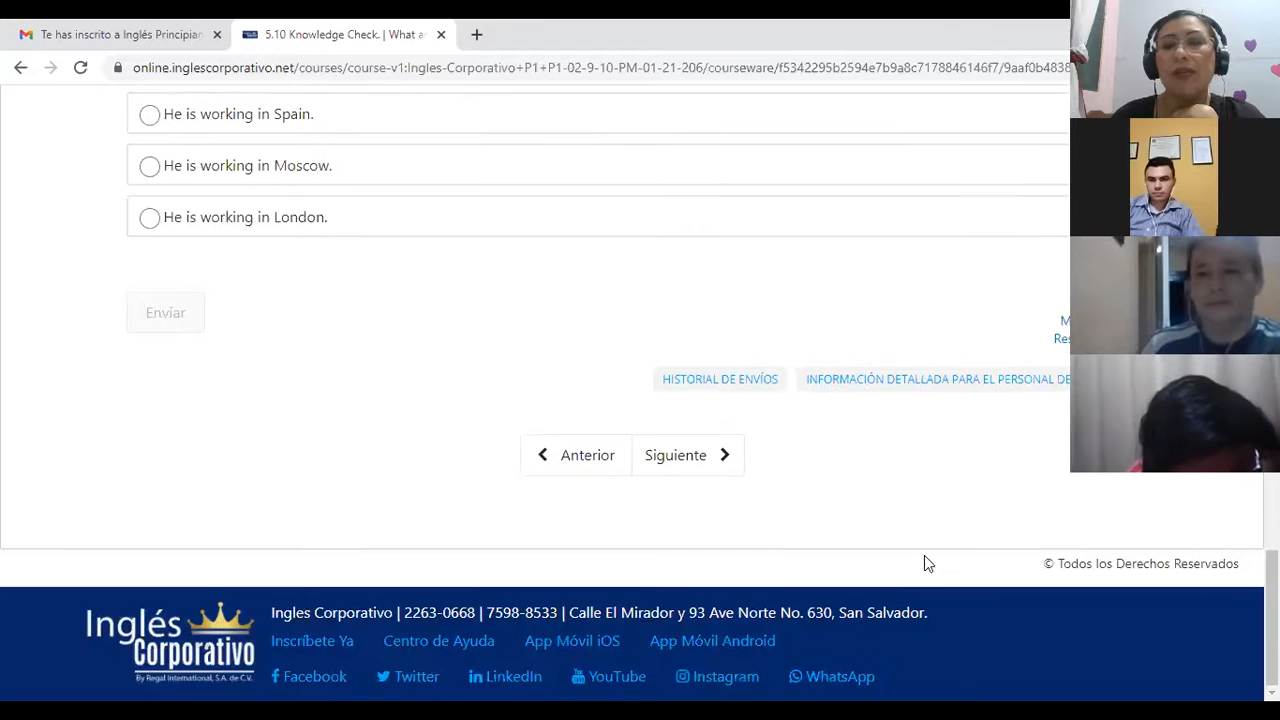 Te has inscrito a Inglés Principian
5.10 Knowledge Check. | What a
online.inglescorporativo.net/courses/course-v1:Ingles-Corporativo+P1+P1-02-9-10-PM-01-21-206/courseware/f5342295b2594e7b9a8c7178846146f7/9aaf0b4838
He is working in Spain.
He is working in Moscow.
He is working in London.
Enviar
M
Res
HISTORIAL DE ENVÍOS
INFORMACIÓN DETALLADA PARA EL PERSONAL DE
Anterior
Siguiente
© Todos los Derechos Reservados
Inglés Corporativo
By Regal International, S.A. de C.V.
Ingles Corporativo | 2263-0668 | 7598-8533 | Calle El Mirador y 93 Ave Norte No. 630, San Salvador.
Inscríbete Ya Centro de Ayuda App Móvil iOS App Móvil Android
Facebook Twitter LinkedIn YouTube Instagram WhatsApp